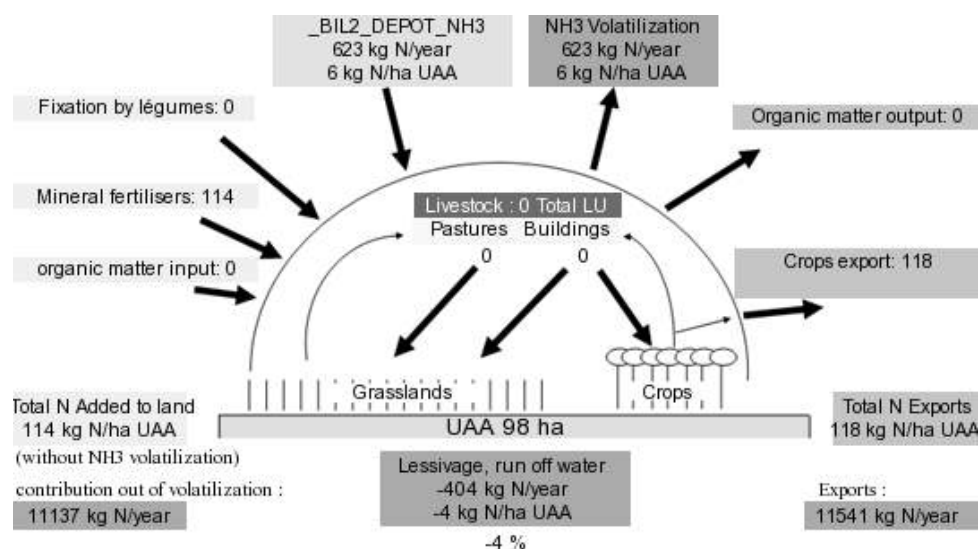 _BIL2_DEPOT_NH3
623 kg N/year
6 kg N/ha UAA
NH3 Volatilization
623 kg N/year
6 kg N/ha UAA
Fixation by légumes: 0
Organic matter output: 0
Mineral fertilisers: 114
Livestock : 0 Total LU
Pastures Buildings
0 0
organic matter input: 0
Crops export: 118
Grasslands
Crops
Total N Added to land
114 kg N/ha UAA
(without NH3 volatilization)
UAA 98 ha
Total N Exports
118 kg N/ha UAA
Lessivage, run off water
-404 kg N/year
-4 kg N/ha UAA
-4 %
contribution out of volatilization :
11137 kg N/year
Exports :
11541 kg N/year